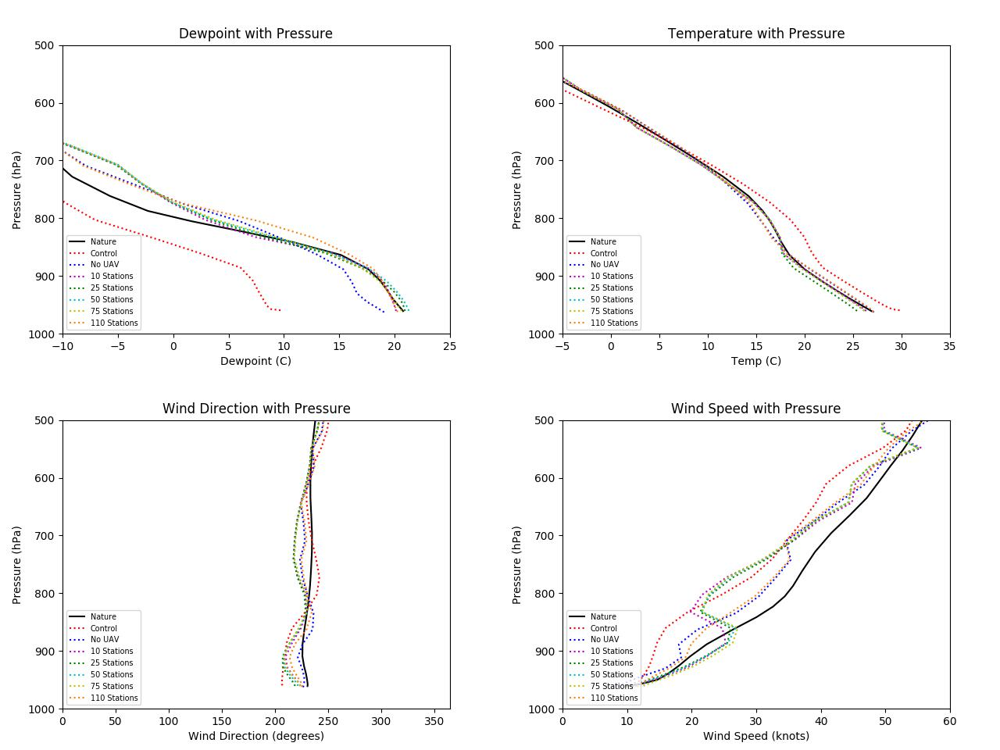 Dewpoint with Pressure
500
600
700
800
900
1000
Pressure (hPa)
Nature
Control
No UAV
10 Stations
25 Stations
50 Stations
75 Stations
110 Stations
−10 −5 0 5 10 15 20 25
Dewpoint (C)
Temperature with Pressure
500
600
700
800
900
1000
Pressure (hPa)
Nature
Control
No UAV
10 Stations
25 Stations
50 Stations
75 Stations
110 Stations
−5 0 5 10 15 20 25 30 35
Temp (C)
Wind Direction with Pressure
500
600
700
800
900
1000
Pressure (hPa)
Nature
Control
No UAV
10 Stations
25 Stations
50 Stations
75 Stations
110 Stations
0 50 100 150 200 250 300 350
Wind Direction (degrees)
Wind Speed with Pressure
500
600
700
800
900
1000
Pressure (hPa)
Nature
Control
No UAV
10 Stations
25 Stations
50 Stations
75 Stations
110 Stations
0 10 20 30 40 50 60
Wind Speed (knots)